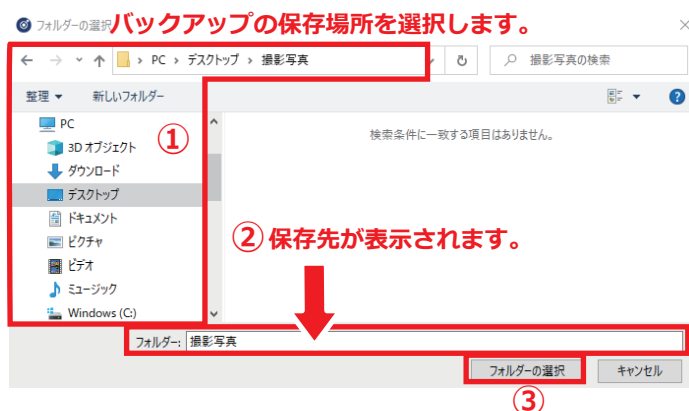 フォルダーの選択
バックアップの保存場所を選択します。
PC › デスクトップ › 撮影写真
撮影写真の検索
整理 新しいフォルダー
PC
3D オブジェクト
ダウンロード
デスクトップ
ドキュメント
ピクチャ
ビデオ
ミュージック
Windows (C:)
①
検索条件に一致する項目はありません。
② 保存先が表示されます。
フォルダー: 撮影写真
フォルダーの選択 キャンセル
③